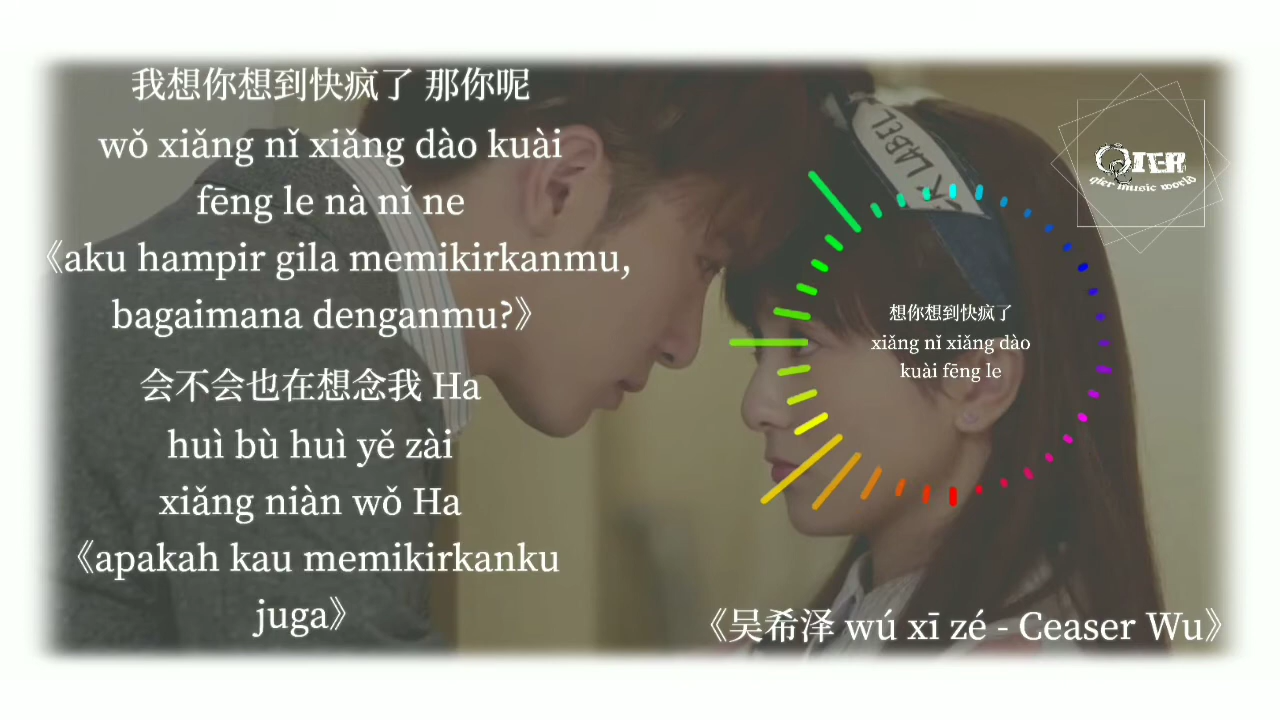 我想你想到快疯了 那你呢
wǒ xiǎng nǐ xiǎng dào kuài
fēng le nà nǐ ne
《aku hampir gila memikirkanmu,
bagaimana denganmu?》
会不会也在想念我 Ha
huì bù huì yě zài
xiǎng niàn wǒ Ha
《apakah kau memikirkanku
juga》
LABEL
QIER
qier music world
想你想到快疯了
xiǎng nǐ xiǎng dào
kuài fēng le
《吴希泽 wú xī zé - Ceaser Wu》